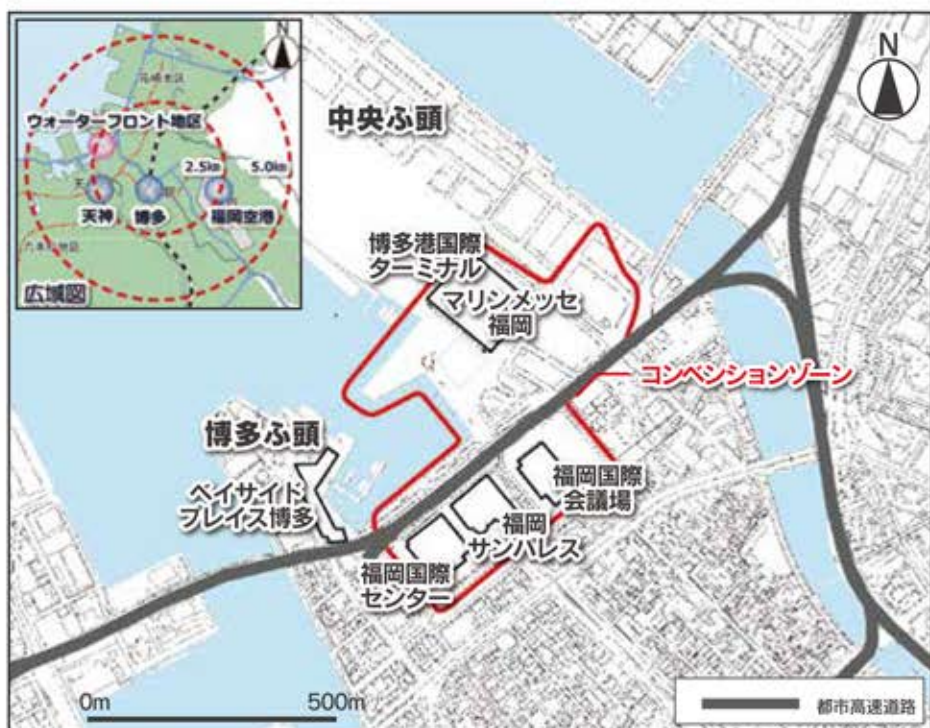 N
ウォーターフロント地区
2.5km
5.0km
天神
博多
福岡空港
広域図
N
中央ふ頭
博多港国際
ターミナル
マリンメッセ
福岡
コンベンションゾーン
博多ふ頭
ベイサイド
プレイス博多
福岡国際
会議場
福岡
サンパレス
福岡国際
センター
0m
500m
都市高速道路